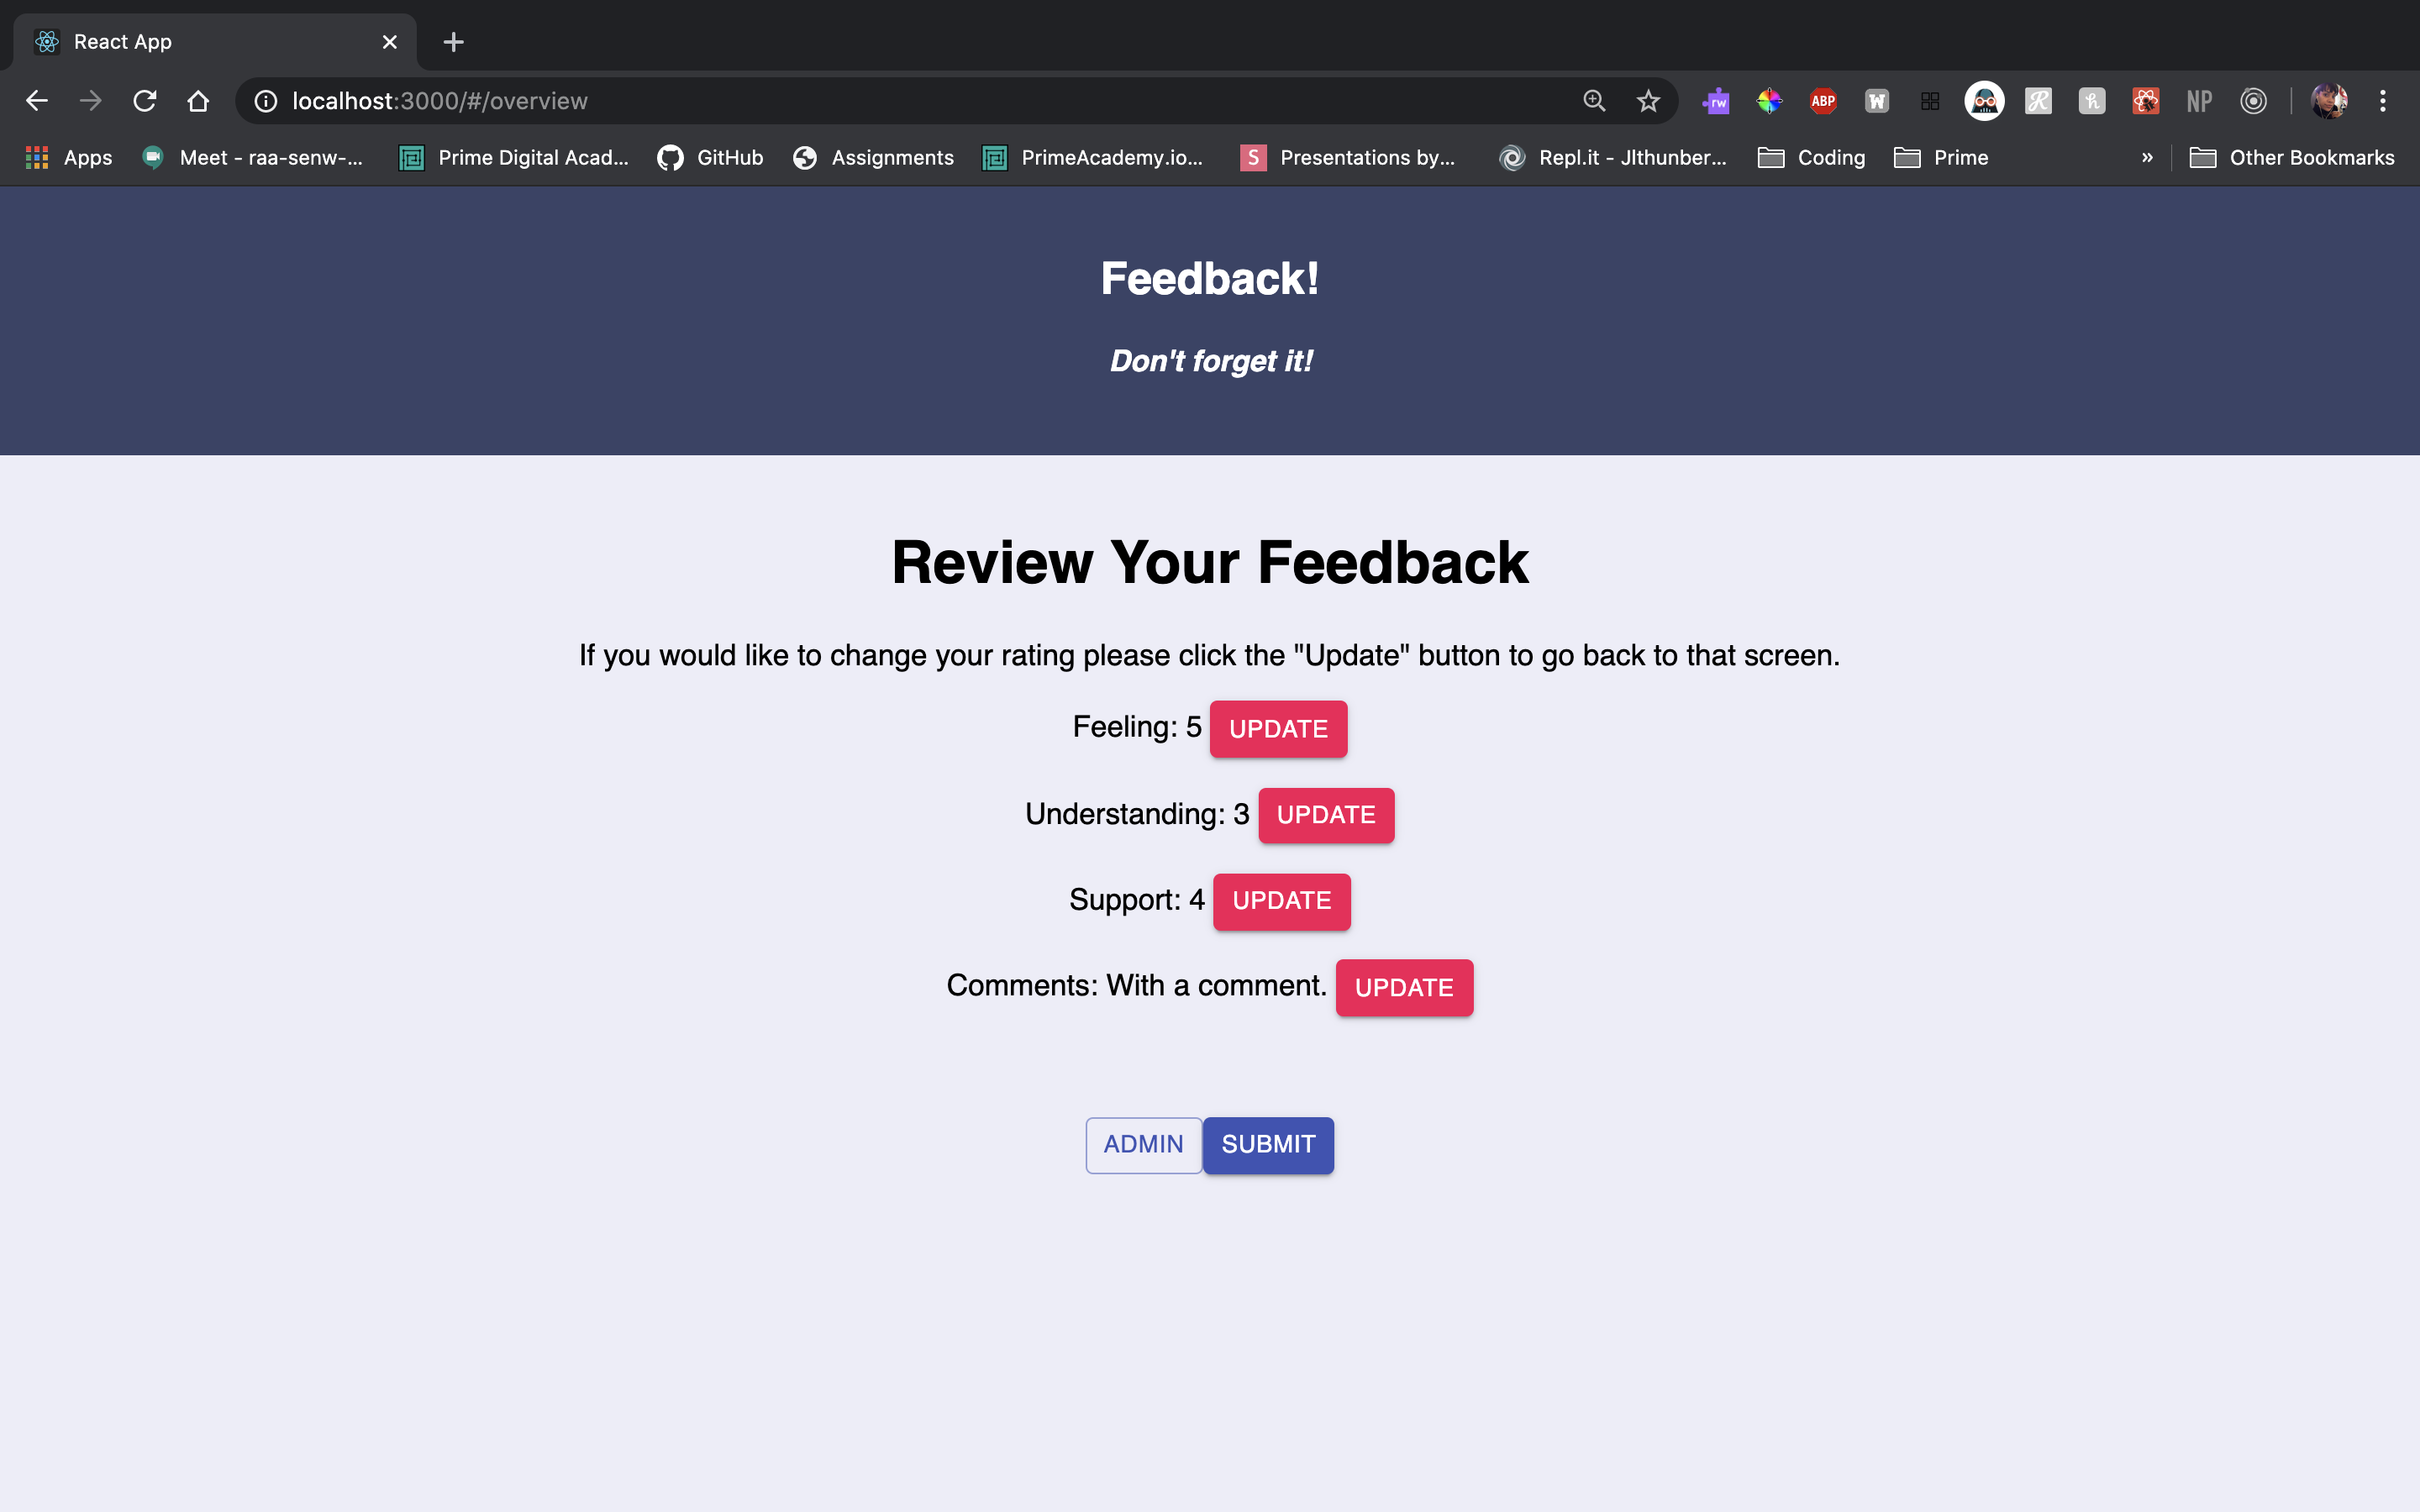 React App
localhost:3000/#/overview
rw ABP W R h NP
Apps Meet - raa-senw-... Prime Digital Acad... GitHub Assignments PrimeAcademy.io... S Presentations by... Repl.it - Jlthunber... Coding Prime » Other Bookmarks
Feedback!
Don't forget it!
Review Your Feedback
If you would like to change your rating please click the "Update" button to go back to that screen.
Feeling: 5 UPDATE
Understanding: 3 UPDATE
Support: 4 UPDATE
Comments: With a comment. UPDATE
ADMIN SUBMIT